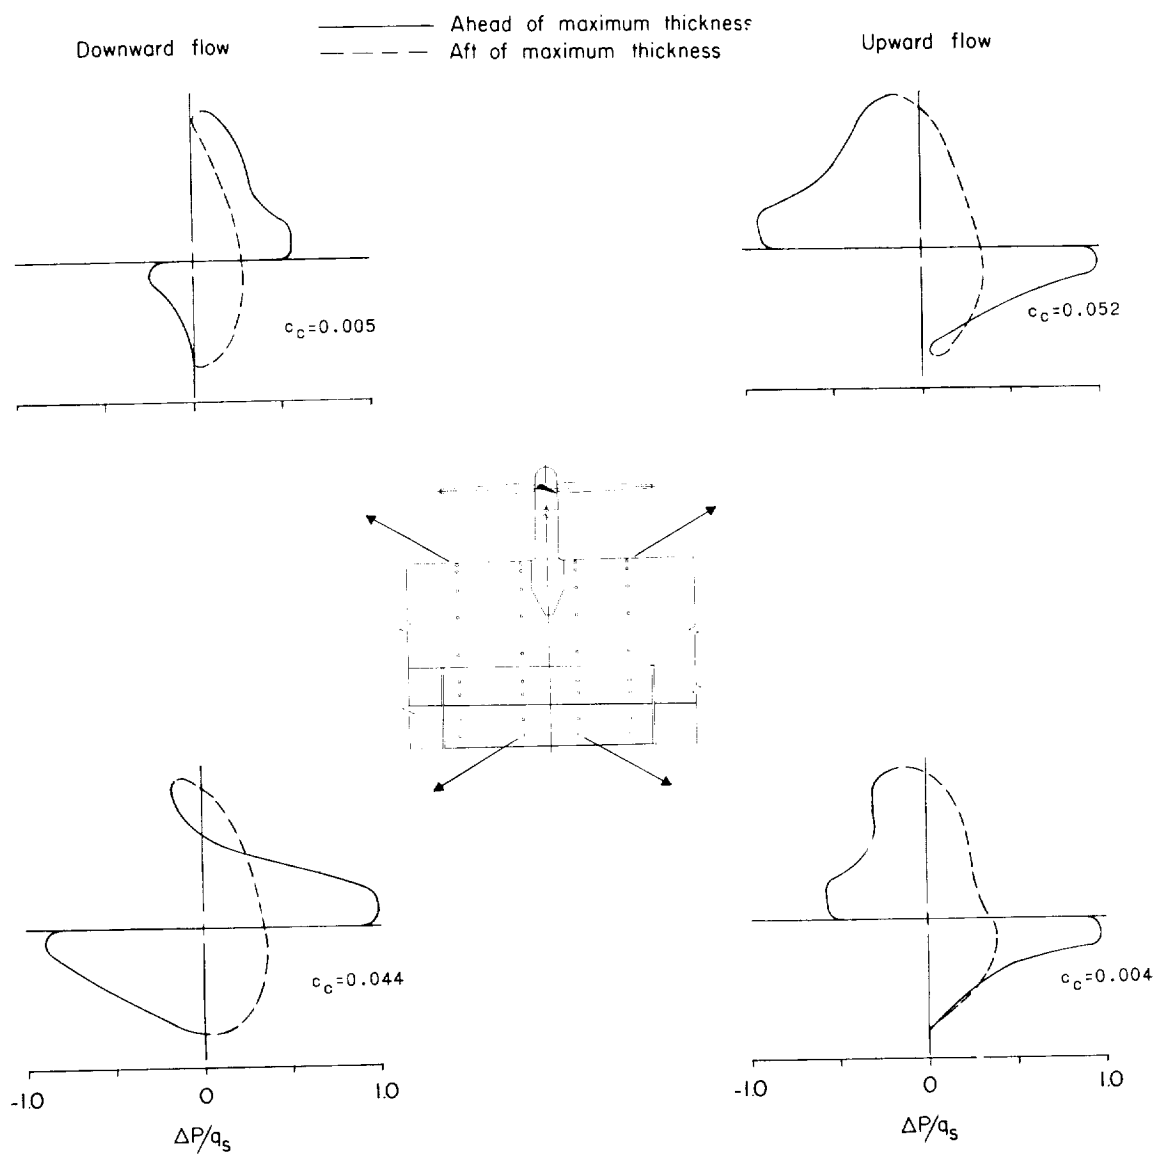 Ahead of maximum thickness
Downward flow
Aft of maximum thickness
Upward flow
c_c=0.005
c_c=0.052
c_c=0.044
c_c=0.004
-1.0 0 1.0
-1.0 0 1.0
ΔP/q_s
ΔP/q_s